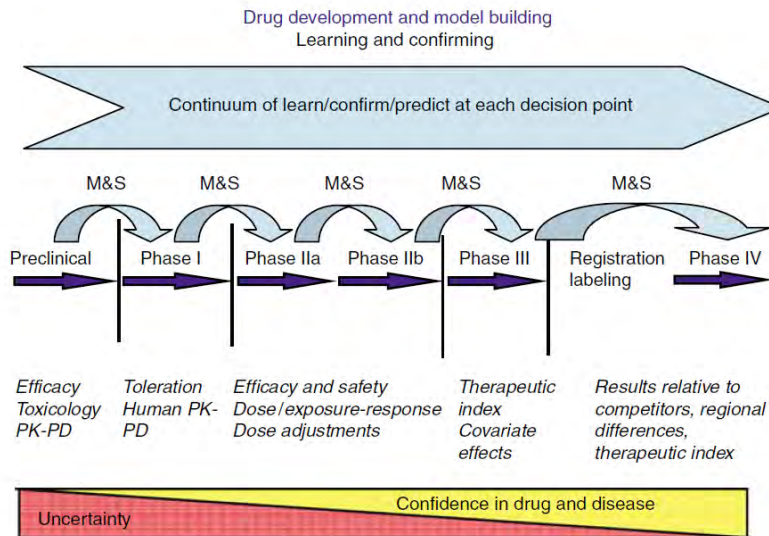 Drug development and model building
Learning and confirming
Continuum of learn/confirm/predict at each decision point
M&S M&S M&S M&S M&S
Preclinical Phase I Phase IIa Phase IIb Phase III Registration labeling Phase IV
Efficacy
Toxicology
PK-PD
Toleration
Human PK-
PD
Efficacy and safety
Dose/exposure-response
Dose adjustments
Therapeutic
index
Covariate
effects
Results relative to
competitors, regional
differences,
therapeutic index
Confidence in drug and disease
Uncertainty